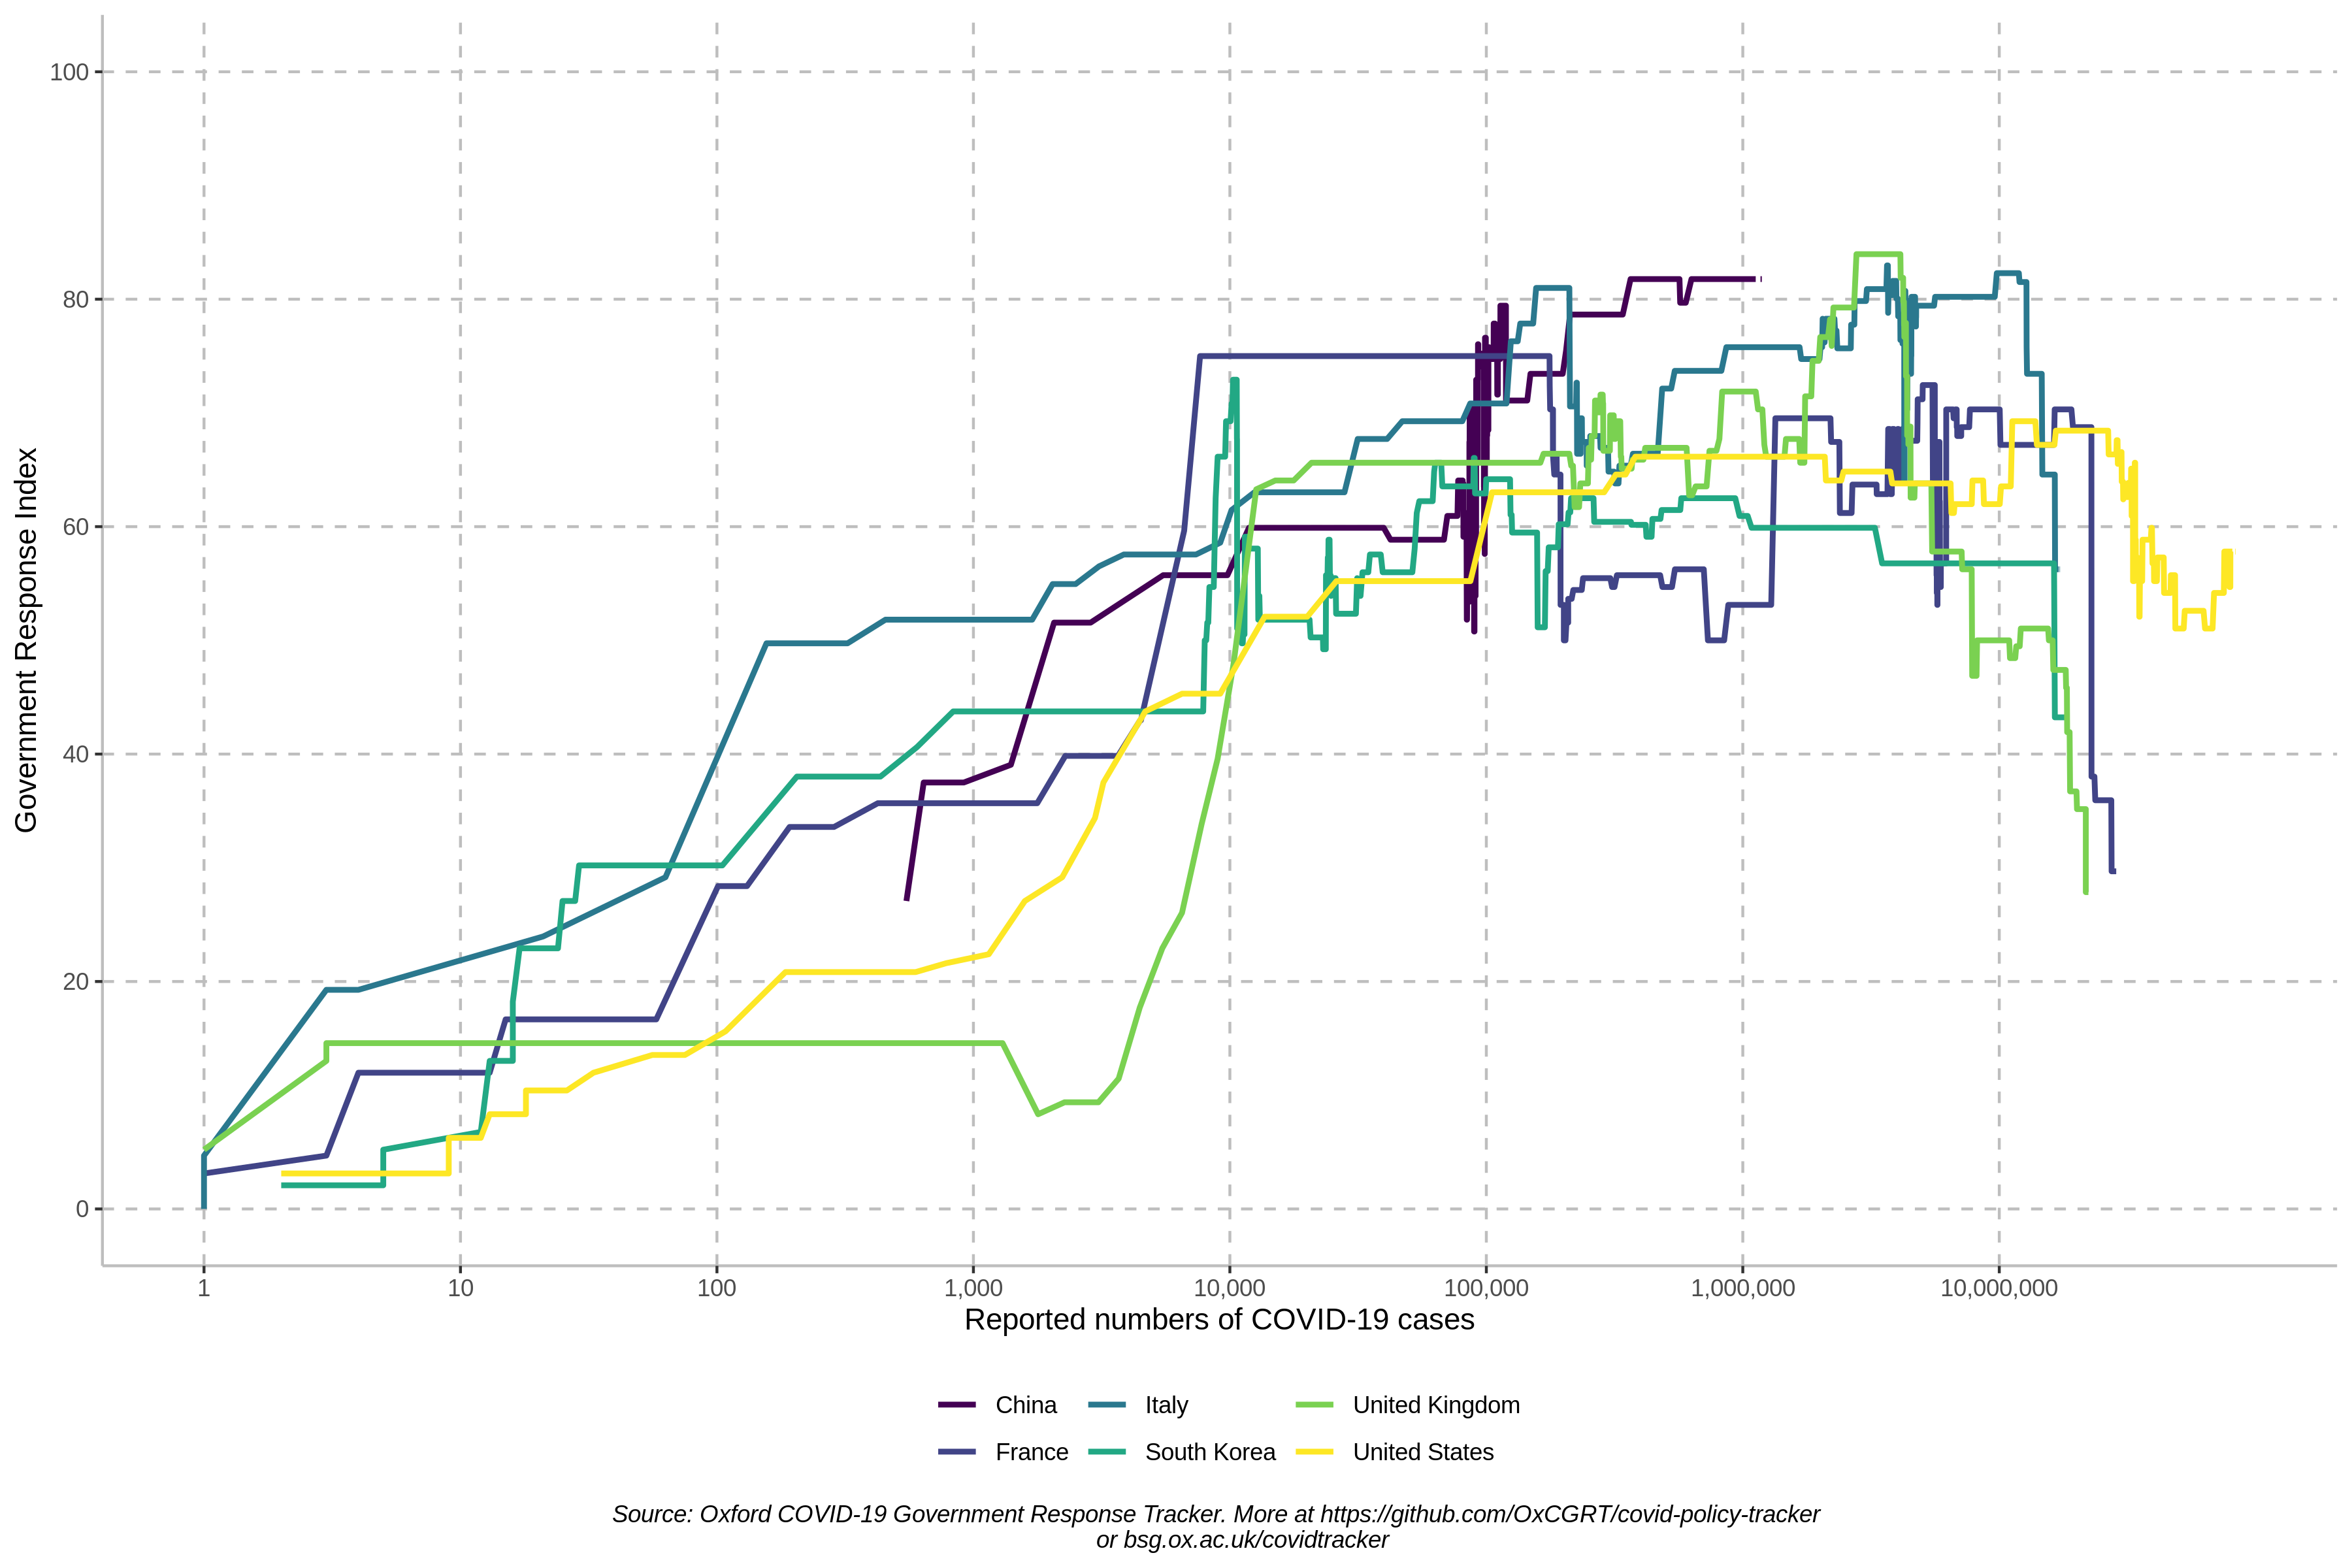 100
80
60
40
20
0
Government Response Index
1 10 100 1,000 10,000 100,000 1,000,000 10,000,000
Reported numbers of COVID-19 cases
China Italy United Kingdom
France South Korea United States
Source: Oxford COVID-19 Government Response Tracker. More at https://github.com/OxCGRT/covid-policy-tracker
or bsg.ox.ac.uk/covidtracker